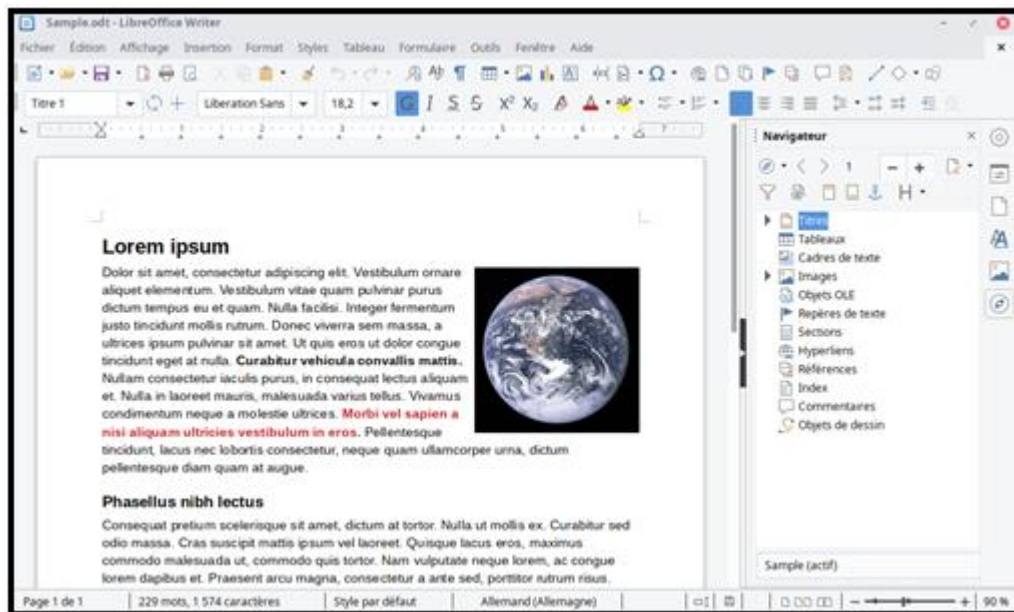 Sample.odt - LibreOffice Writer
Fichier Édition Affichage Insertion Format Styles Tableau Formulaire Outils Fenêtre Aide
Titre 1 Liberation Sans 18,2 G I S S X² X₂ A
1 2 3 4 5 6 7
Navigateur
1
Titres
Tableaux
Cadres de texte
Images
Objets OLE
Repères de texte
Sections
Hyperliens
Références
Index
Commentaires
Objets de dessin
Sample (actif)
Lorem ipsum
Dolor sit amet, consectetur adipiscing elit. Vestibulum ornare
aliquet elementum. Vestibulum vitae quam pulvinar purus
dictum tempus eu et quam. Nulla facilisi. Integer fermentum
justo tincidunt mollis rutrum. Donec viverra sem massa, a
ultrices ipsum pulvinar sit amet. Ut quis eros ut dolor congue
tincidunt eget at nulla. Curabitur vehicula convallis mattis.
Nullam consectetur iaculis purus, in consequat lectus aliquam
et. Nulla in laoreet mauris, malesuada varius tellus. Vivamus
condimentum neque a molestie ultrices. Morbi vel sapien a
nisi aliquam ultricies vestibulum in eros. Pellentesque
tincidunt, lacus nec lobortis consectetur, neque quam ullamcorper urna, dictum
pellentesque diam quam at augue.
Phasellus nibh lectus
Consequat pretium scelerisque sit amet, dictum at tortor. Nulla ut mollis ex. Curabitur sed
odio massa. Cras suscipit mattis ipsum vel laoreet. Quisque lacus eros, maximus
commodo malesuada ut, commodo quis tortor. Nam vulputate neque lorem, ac congue
lorem dapibus et. Praesent arcu magna, consectetur a ante sed, porttitor rutrum risus.
Page 1 de 1 229 mots, 1 574 caractères Style par défaut Allemand (Allemagne) 90 %